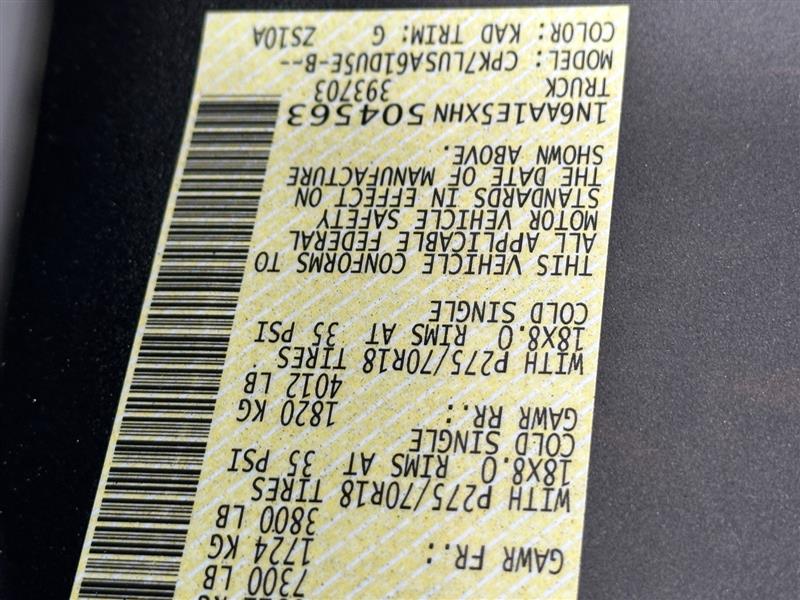 7300 LB
GAWR FR.: 1724 KG
3800 LB
WITH P275/70R18 TIRES
18X8.0 RIMS AT 35 PSI
COLD SINGLE
GAWR RR.: 1820 KG
4012 LB
WITH P275/70R18 TIRES
18X8.0 RIMS AT 35 PSI
COLD SINGLE
THIS VEHICLE CONFORMS TO
ALL APPLICABLE FEDERAL
MOTOR VEHICLE SAFETY
STANDARDS IN EFFECT ON
THE DATE OF MANUFACTURE
SHOWN ABOVE.
1N6AA1E5XHN504563
TRUCK 393703
MODEL: CPK7LUSA61DU5E-B--
COLOR: KAD TRIM: G ZS10A